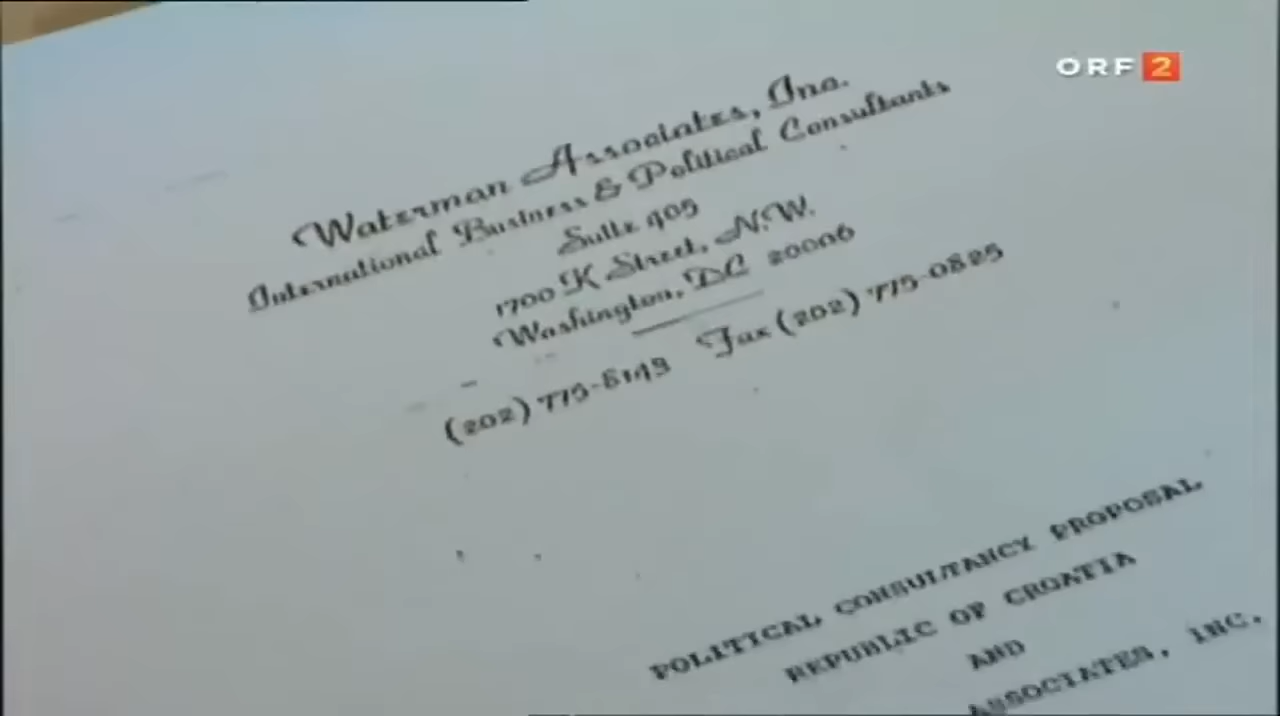 ORF 2
Waterman Associates, Inc.
International Business & Political Consultants
Suite 405
1700 K Street, N.W.
Washington, DC 20006
(202) 775-8143 Fax (202) 775-0825
POLITICAL CONSULTANCY PROPOSAL
REPUBLIC OF CROATIA
AND
ASSOCIATES, INC.